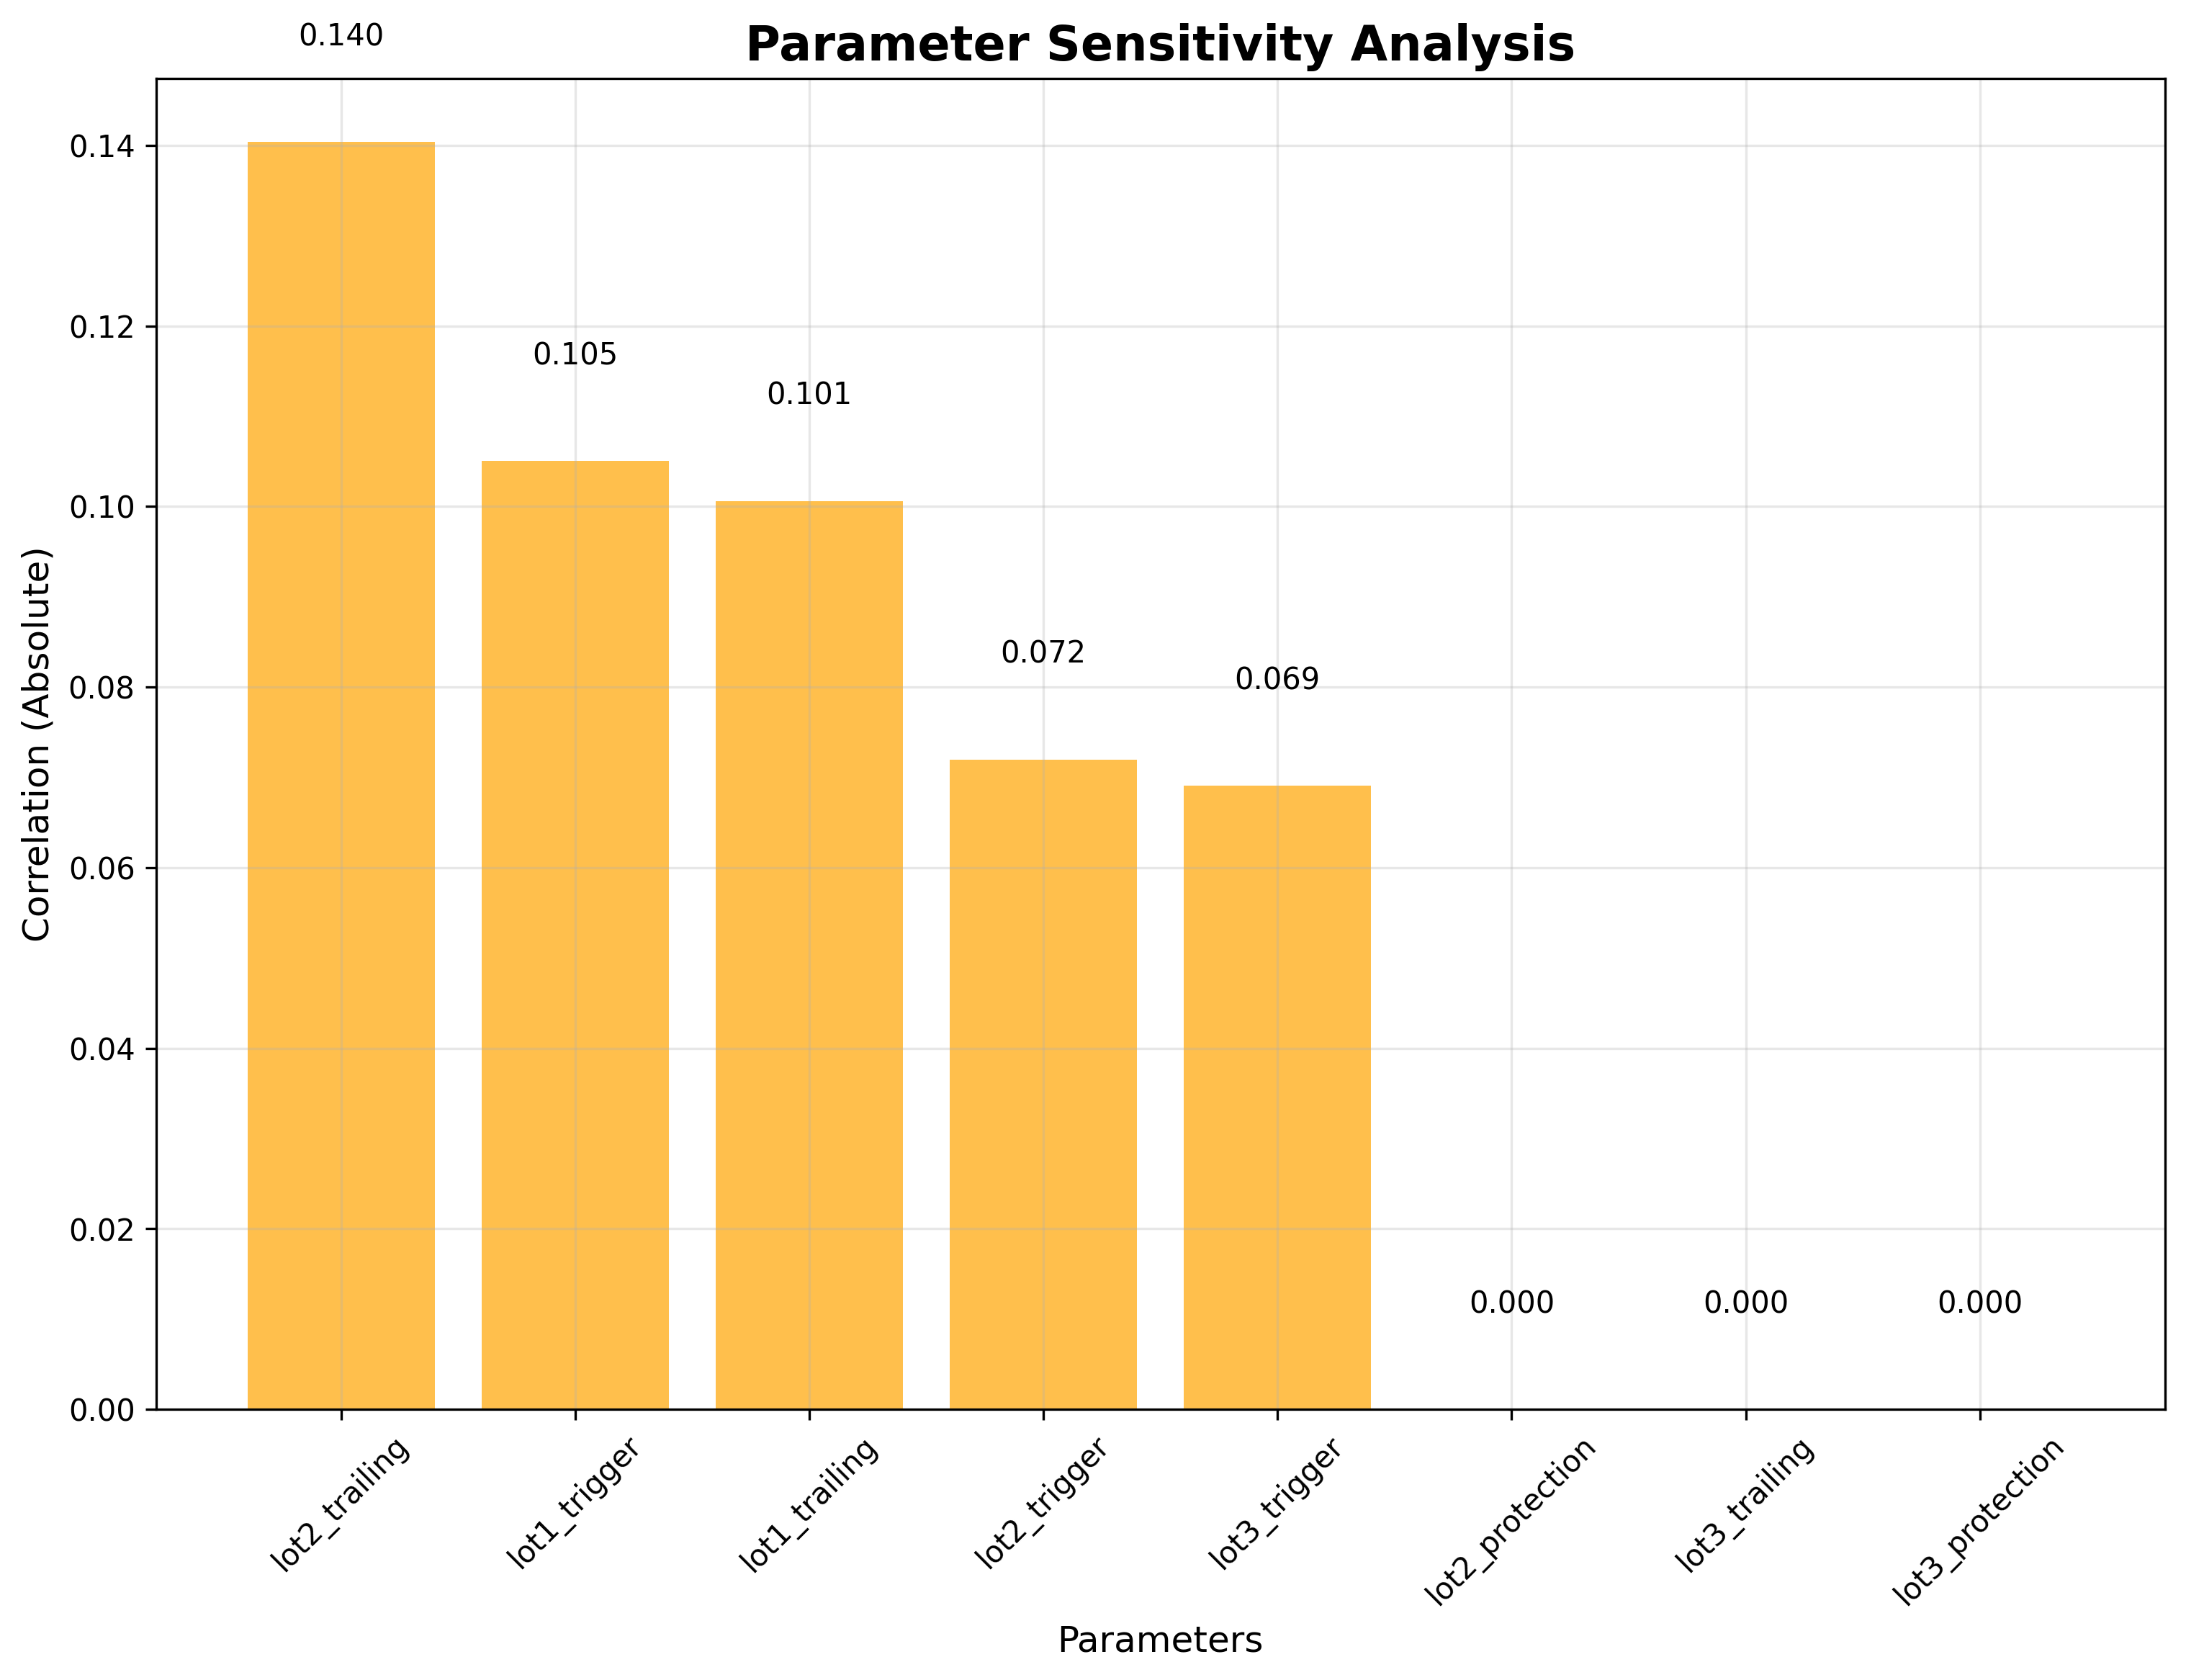 Parameter Sensitivity Analysis
0.140
0.105
0.101
0.072
0.069
0.000
0.000
0.000
Correlation (Absolute)
0.14
0.12
0.10
0.08
0.06
0.04
0.02
0.00
lot2_trailing
lot1_trigger
lot1_trailing
lot2_trigger
lot3_trigger
lot2_protection
lot3_trailing
lot3_protection
Parameters